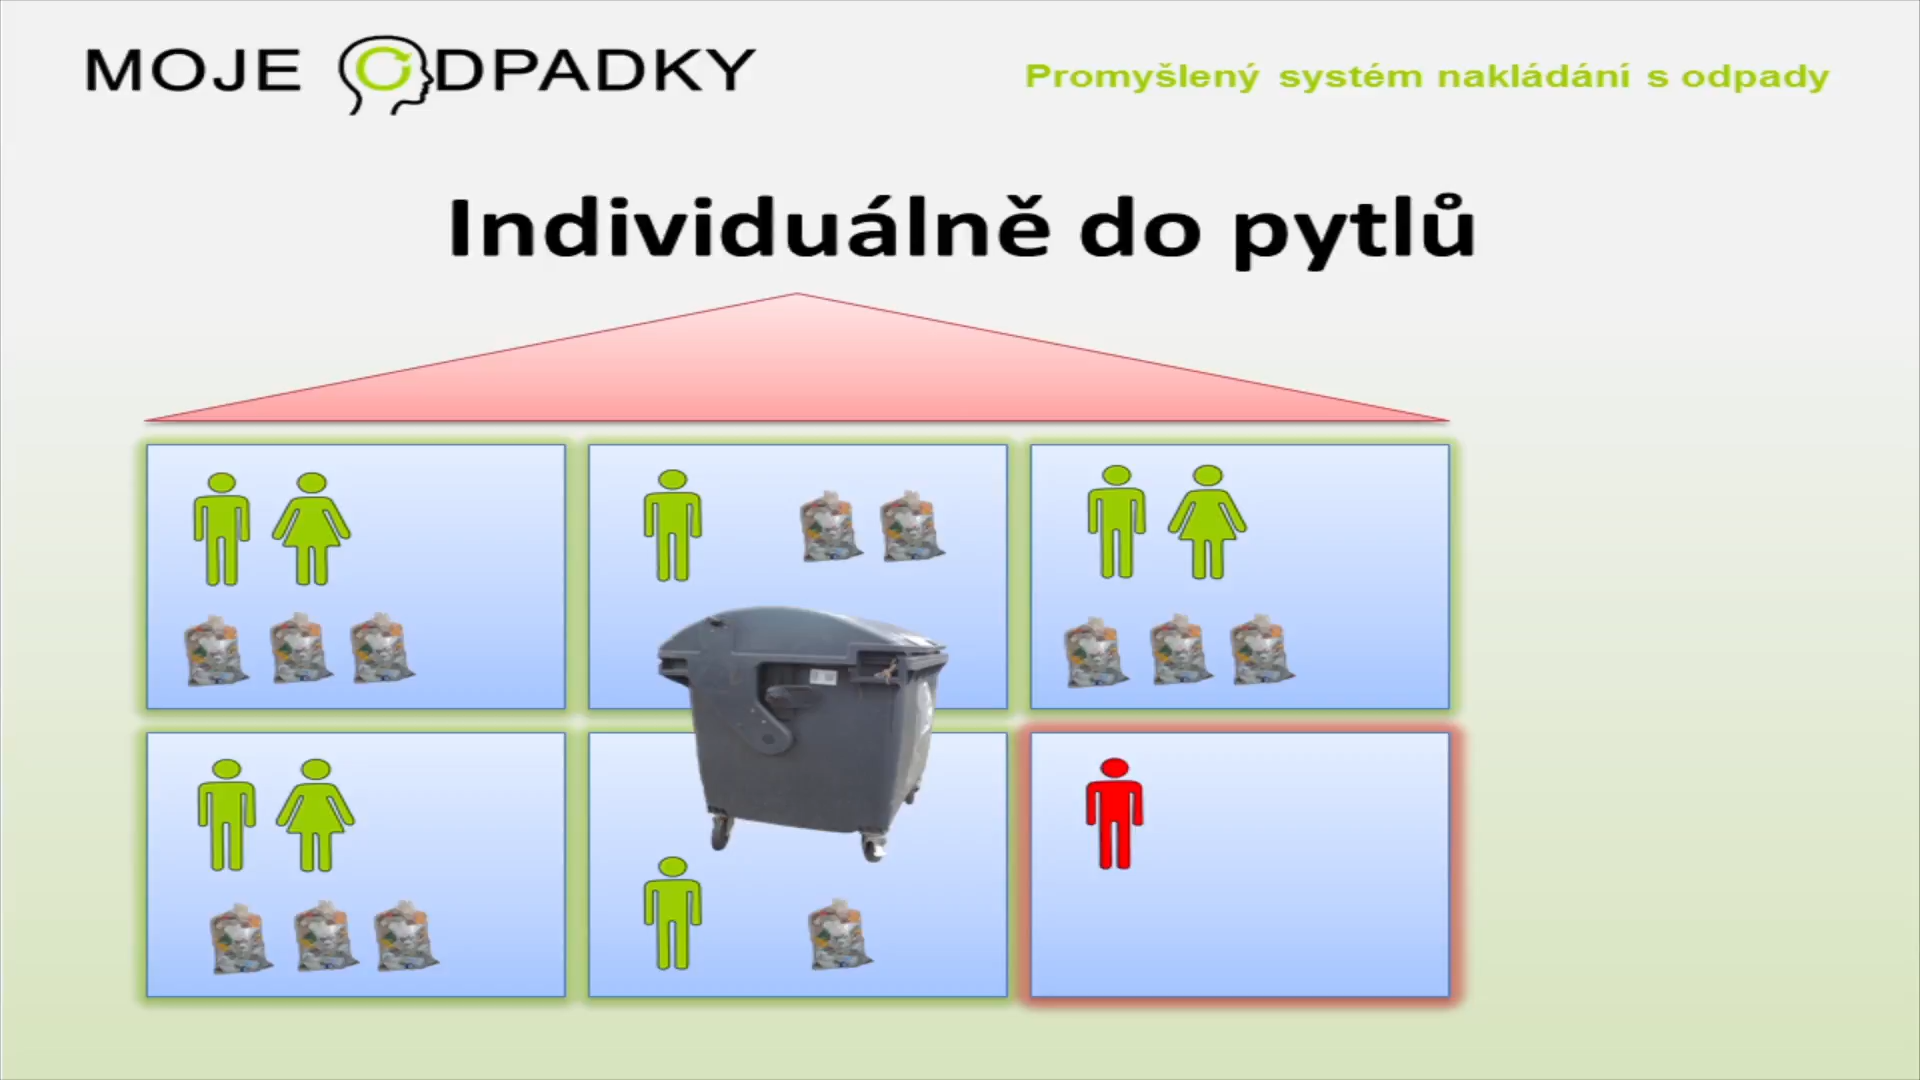 MOJE ODPADKY
Promyšlený systém nakládání s odpady
Individuálně do pytlů